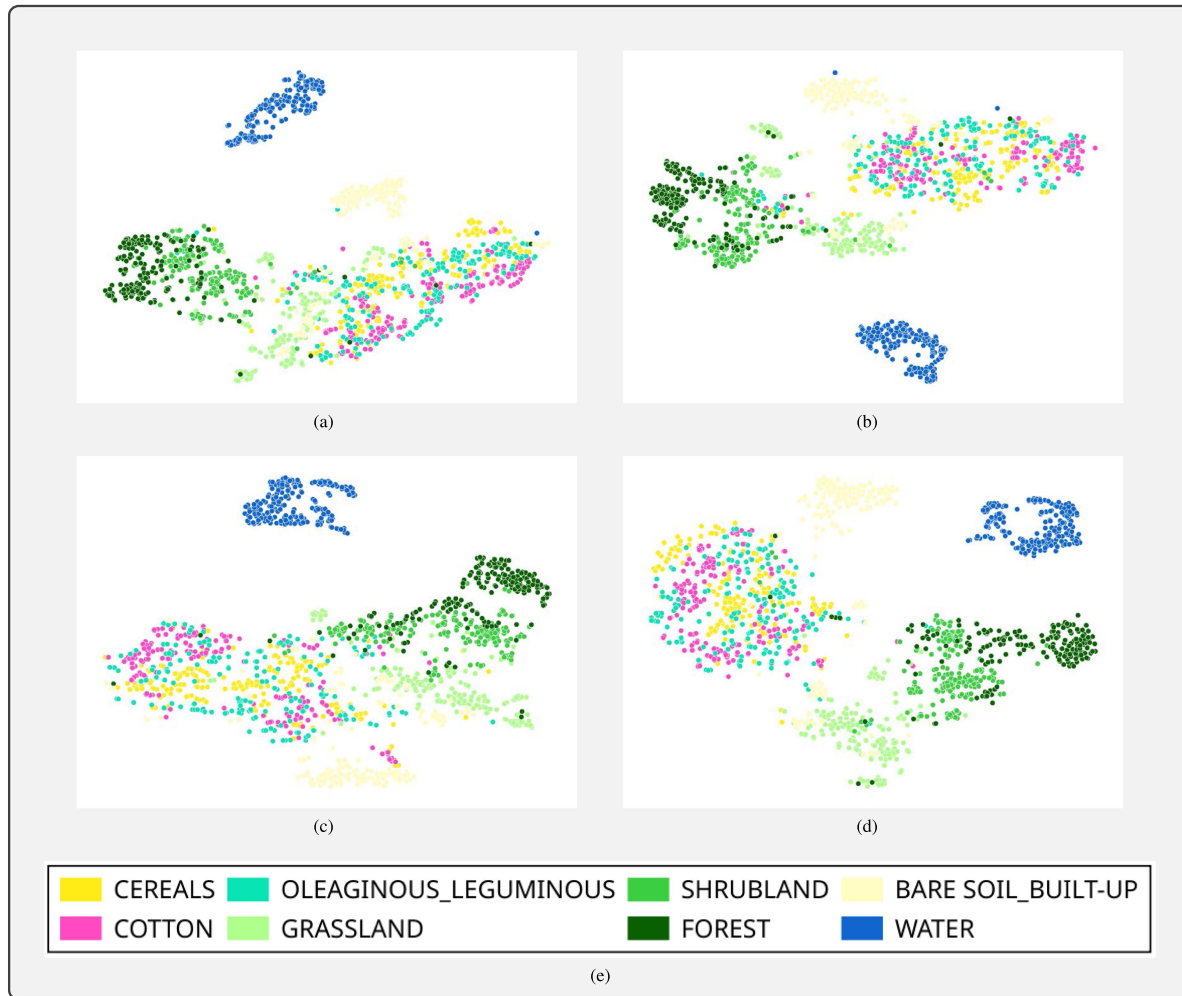 (a)
(b)
(c)
(d)
CEREALS OLEAGINOUS_LEGUMINOUS SHRUBLAND BARE SOIL_BUILT-UP
COTTON GRASSLAND FOREST WATER
(e)